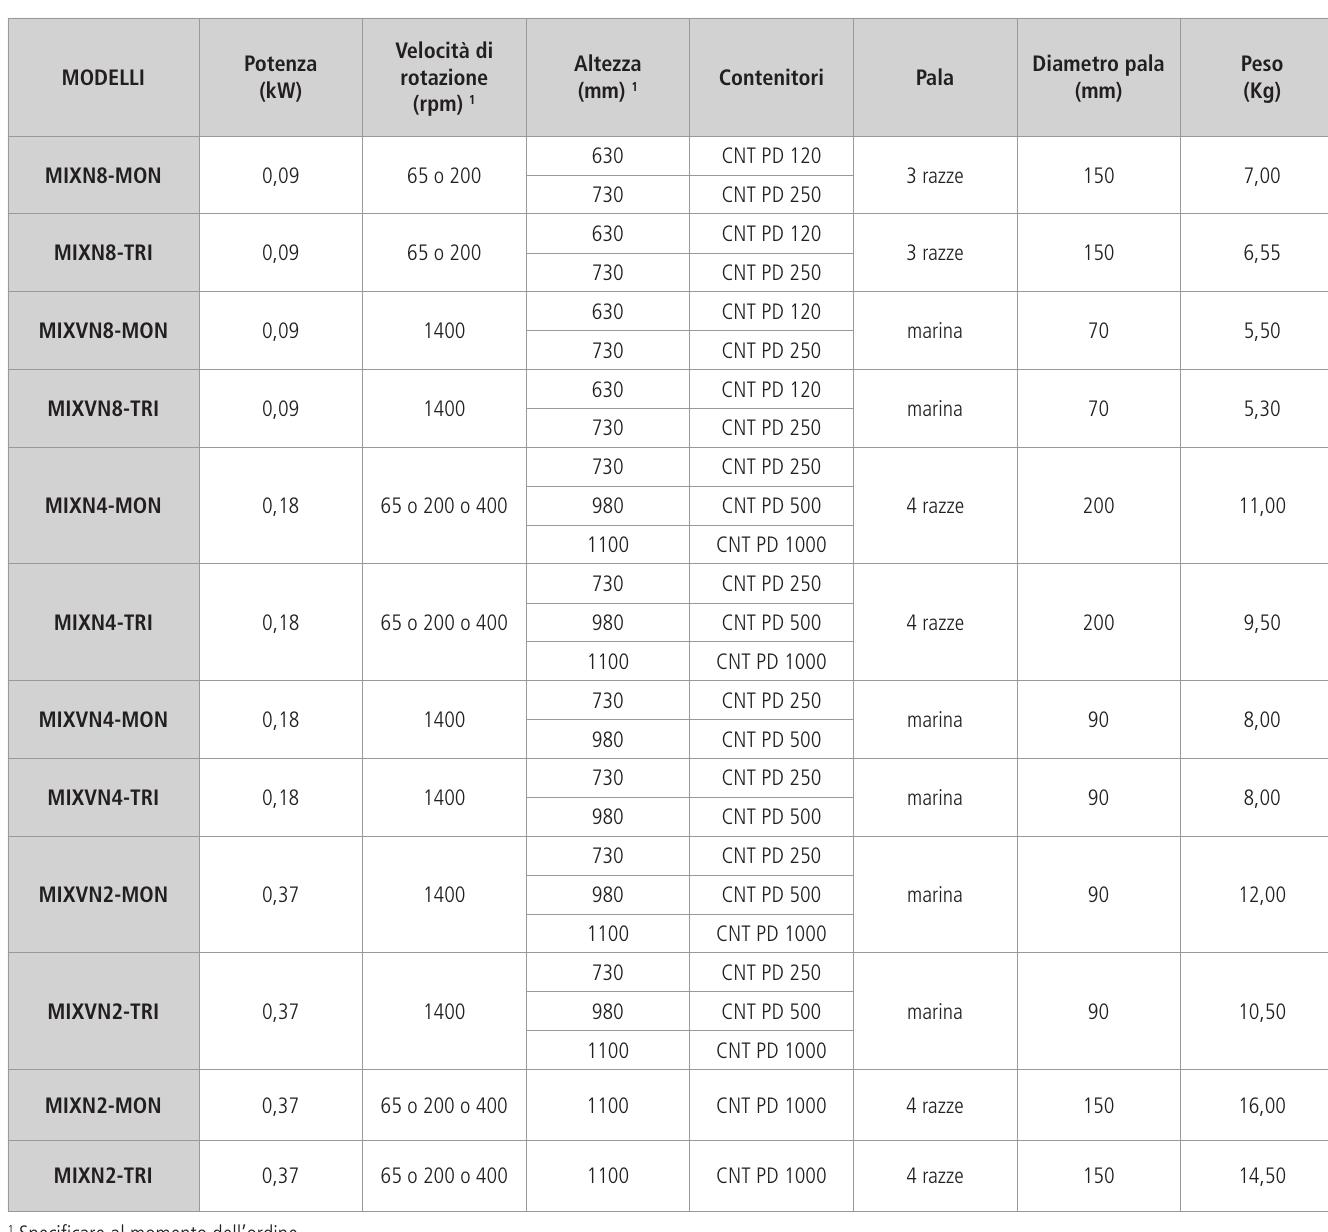 MODELLI
Potenza
(kW)
Velocità di
rotazione
(rpm) ¹
Altezza
(mm) ¹
Contenitori
Pala
Diametro pala
(mm)
Peso
(Kg)
MIXN8-MON 0,09 65 o 200 630 CNT PD 120 3 razze 150 7,00
730 CNT PD 250
MIXN8-TRI 0,09 65 o 200 630 CNT PD 120 3 razze 150 6,55
730 CNT PD 250
MIXVN8-MON 0,09 1400 630 CNT PD 120 marina 70 5,50
730 CNT PD 250
MIXVN8-TRI 0,09 1400 630 CNT PD 120 marina 70 5,30
730 CNT PD 250
730 CNT PD 250
MIXN4-MON 0,18 65 o 200 o 400 980 CNT PD 500 4 razze 200 11,00
1100 CNT PD 1000
730 CNT PD 250
MIXN4-TRI 0,18 65 o 200 o 400 980 CNT PD 500 4 razze 200 9,50
1100 CNT PD 1000
MIXVN4-MON 0,18 1400 730 CNT PD 250 marina 90 8,00
980 CNT PD 500
MIXVN4-TRI 0,18 1400 730 CNT PD 250 marina 90 8,00
980 CNT PD 500
730 CNT PD 250
MIXVN2-MON 0,37 1400 980 CNT PD 500 marina 90 12,00
1100 CNT PD 1000
730 CNT PD 250
MIXVN2-TRI 0,37 1400 980 CNT PD 500 marina 90 10,50
1100 CNT PD 1000
MIXN2-MON 0,37 65 o 200 o 400 1100 CNT PD 1000 4 razze 150 16,00
MIXN2-TRI 0,37 65 o 200 o 400 1100 CNT PD 1000 4 razze 150 14,50
¹ Specificare al momento dell'ordine